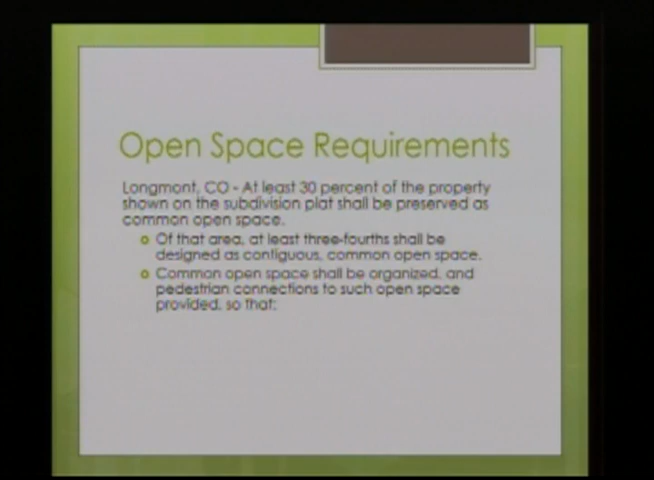 Open Space Requirements
Longmont, CO - At least 30 percent of the property
shown on the subdivision plat shall be preserved as
common open space.
Of that area, at least three-fourths shall be
designed as contiguous, common open space.
Common open space shall be organized, and
pedestrian connections to such open space
provided, so that: